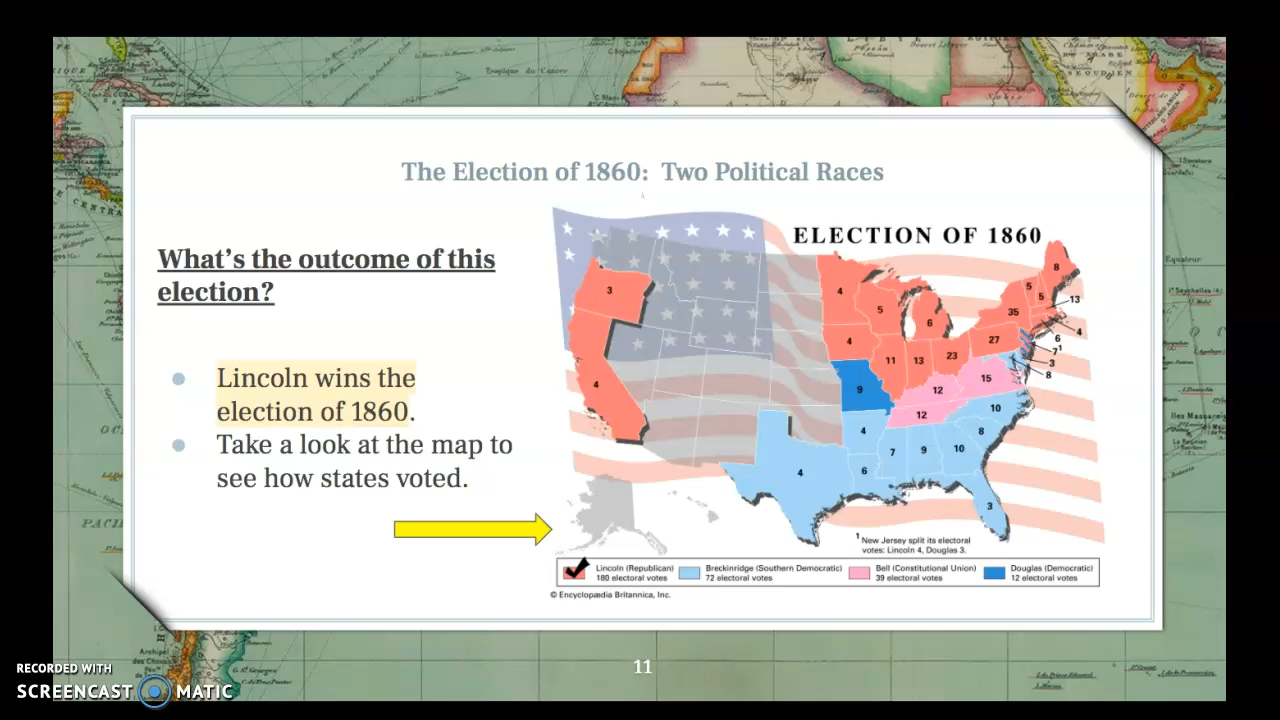 Tropique du Cancer
The Election of 1860: Two Political Races
What's the outcome of this
election?
Lincoln wins the
election of 1860.
Take a look at the map to
see how states voted.
ELECTION OF 1860
3
4
4
5
6
4
11
13
23
27
35
5
5
8
13
4
6
7¹
3
8
9
12
15
12
10
4
8
7
9
10
6
4
3
¹ New Jersey split its electoral
votes: Lincoln 4, Douglas 3.
Lincoln (Republican)
180 electoral votes
Breckinridge (Southern Democratic)
72 electoral votes
Bell (Constitutional Union)
39 electoral votes
Douglas (Democratic)
12 electoral votes
© Encyclopædia Britannica, Inc.
Equateur
11
RECORDED WITH
SCREENCAST MATIC